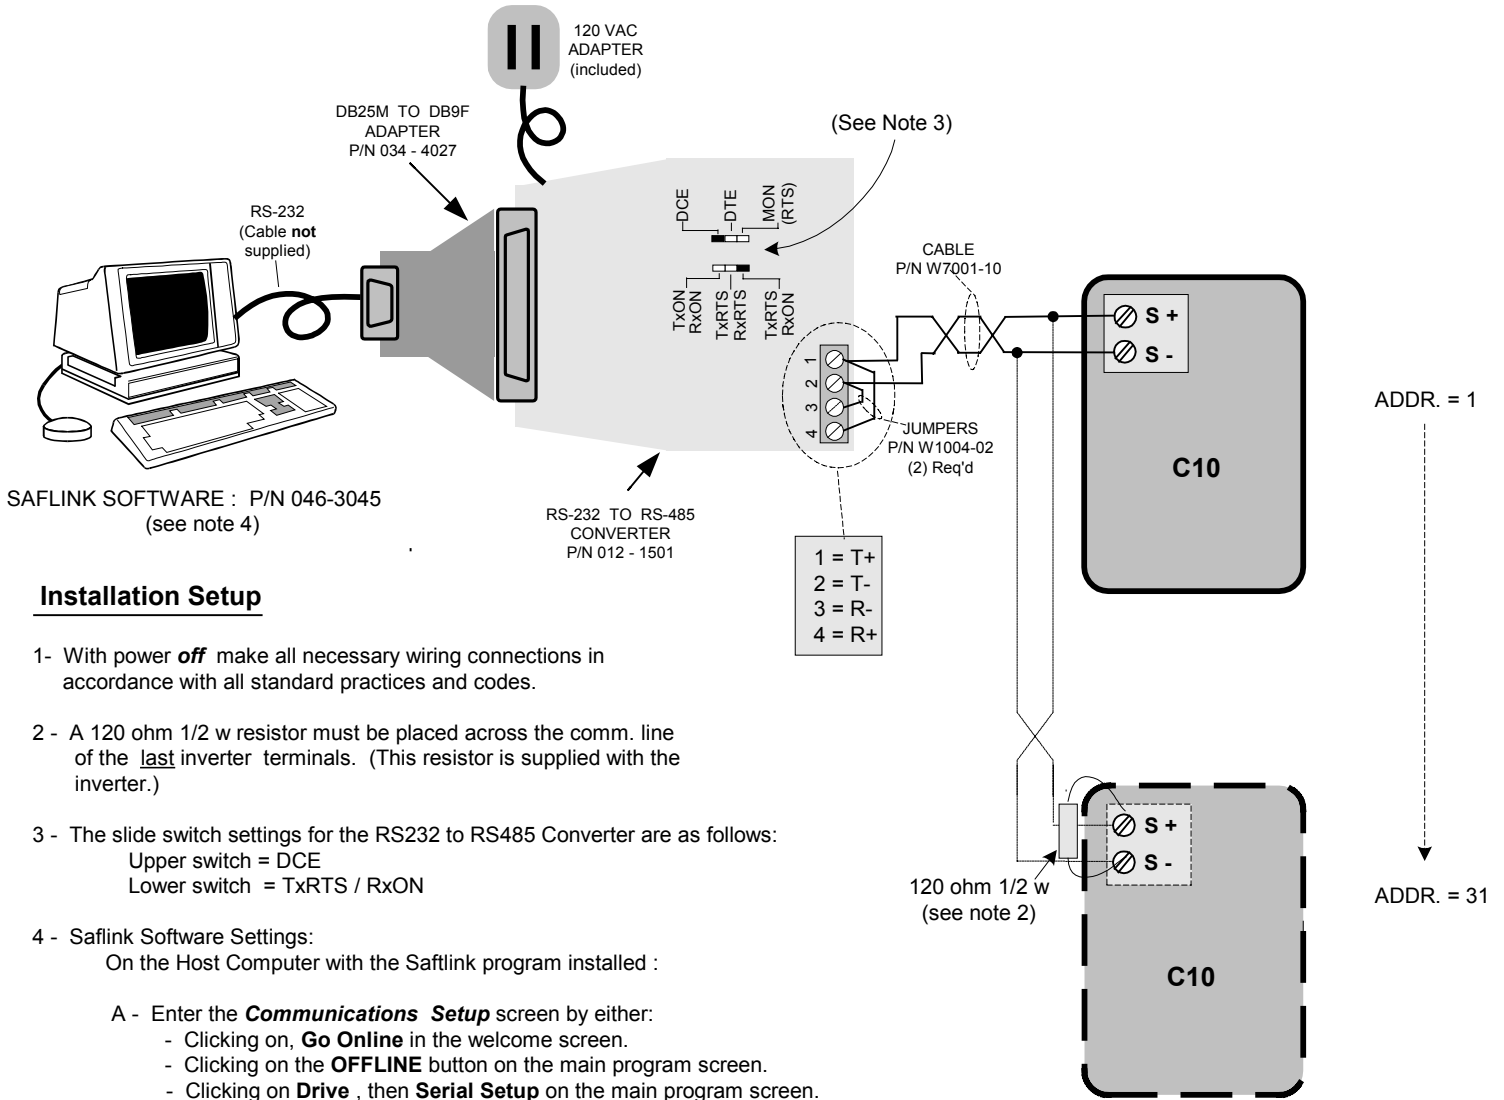 120 VAC
ADAPTER
(included)
DB25M TO DB9F
ADAPTER
P/N 034 - 4027
(See Note 3)
RS-232
(Cable not
supplied)
DCE
DTE
MON
(RTS)
TxON
RxON
TxRTS
RxRTS
TxRTS
RxON
CABLE
P/N W7001-10
S +
S -
C10
1
2
3
4
JUMPERS
P/N W1004-02
(2) Req'd
ADDR. = 1
SAFLINK SOFTWARE : P/N 046-3045
(see note 4)
RS-232 TO RS-485
CONVERTER
P/N 012 - 1501
1 = T+
2 = T-
3 = R-
4 = R+
Installation Setup
1- With power off make all necessary wiring connections in
accordance with all standard practices and codes.
2 - A 120 ohm 1/2 w resistor must be placed across the comm. line
of the last inverter terminals. (This resistor is supplied with the
inverter.)
3 - The slide switch settings for the RS232 to RS485 Converter are as follows:
Upper switch = DCE
Lower switch = TxRTS / RxON
4 - Saflink Software Settings:
On the Host Computer with the Saftlink program installed :
A - Enter the Communications Setup screen by either:
- Clicking on, Go Online in the welcome screen.
- Clicking on the OFFLINE button on the main program screen.
- Clicking on Drive , then Serial Setup on the main program screen.
S +
S -
120 ohm 1/2 w
(see note 2)
C10
ADDR. = 31